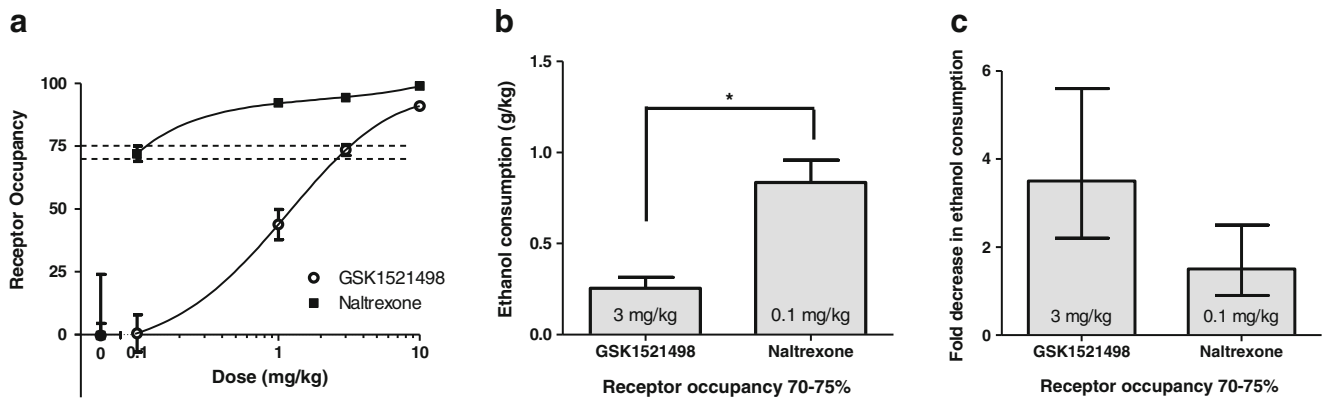 a
100
75
50
25
0
Receptor Occupancy
0
0.1
1
10
Dose (mg/kg)
GSK1521498
Naltrexone
b
1.5
1.0
0.5
0.0
Ethanol consumption (g/kg)
*
3 mg/kg
0.1 mg/kg
GSK1521498
Naltrexone
Receptor occupancy 70-75%
c
6
4
2
0
Fold decrease in ethanol consumption
3 mg/kg
0.1 mg/kg
GSK1521498
Naltrexone
Receptor occupancy 70-75%